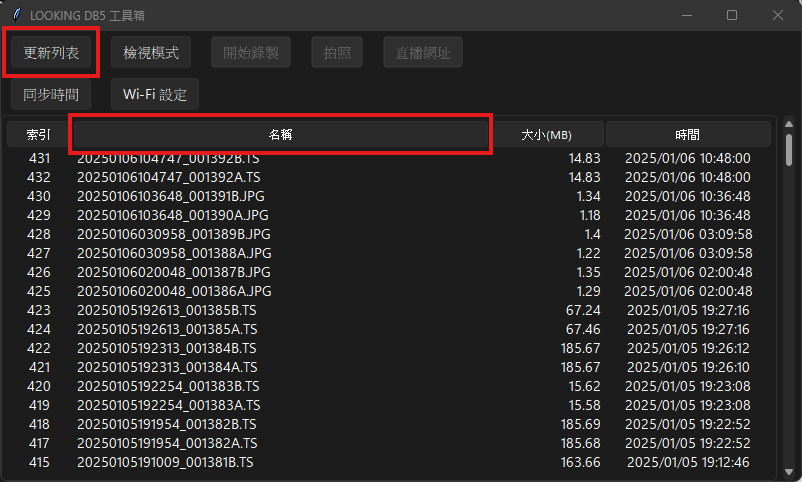 LOOKING DB5 工具箱
更新列表 檢視模式 開始錄製 拍照 直播網址
同步時間 Wi-Fi 設定
索引 名稱 大小(MB) 時間
431 20250106104747_001392B.TS 14.83 2025/01/06 10:48:00
432 20250106104747_001392A.TS 14.83 2025/01/06 10:48:00
430 20250106103648_001391B.JPG 1.34 2025/01/06 10:36:48
429 20250106103648_001390A.JPG 1.18 2025/01/06 10:36:48
428 20250106030958_001389B.JPG 1.4 2025/01/06 03:09:58
427 20250106030958_001388A.JPG 1.22 2025/01/06 03:09:58
426 20250106020048_001387B.JPG 1.35 2025/01/06 02:00:48
425 20250106020048_001386A.JPG 1.29 2025/01/06 02:00:48
423 20250105192613_001385B.TS 67.24 2025/01/05 19:27:16
424 20250105192613_001385A.TS 67.46 2025/01/05 19:27:16
422 20250105192313_001384B.TS 185.67 2025/01/05 19:26:12
421 20250105192313_001384A.TS 185.67 2025/01/05 19:26:10
420 20250105192254_001383B.TS 15.62 2025/01/05 19:23:08
419 20250105192254_001383A.TS 15.58 2025/01/05 19:23:08
418 20250105191954_001382B.TS 185.69 2025/01/05 19:22:52
417 20250105191954_001382A.TS 185.68 2025/01/05 19:22:52
415 20250105191009_001381B.TS 163.66 2025/01/05 19:12:46